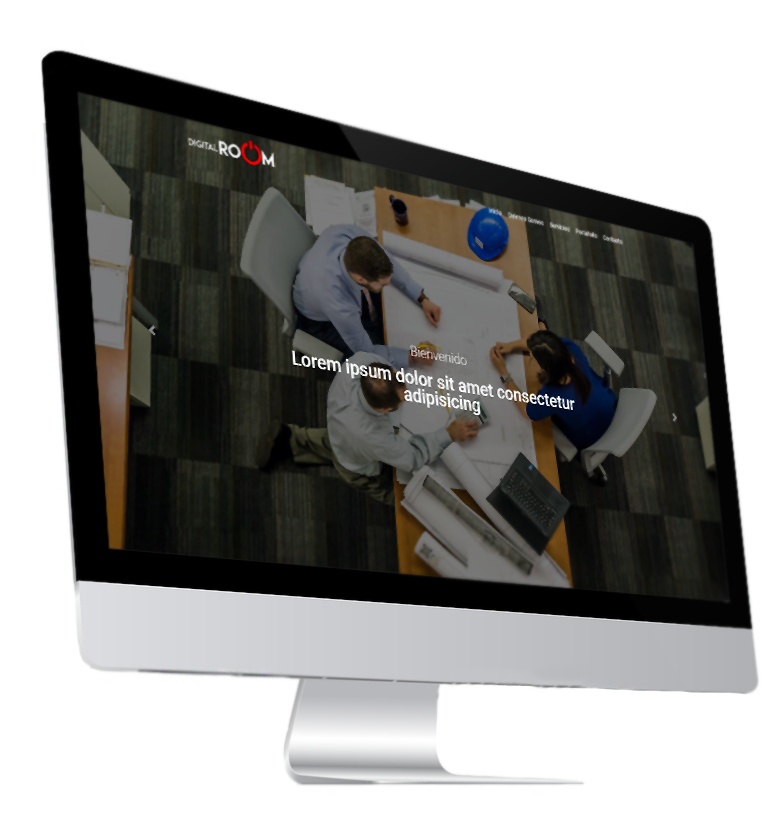 DIGITAL ROOM
Inicio Quienes Somos Servicios Portafolio Contacto
Bienvenido
Lorem ipsum dolor sit amet consectetur
adipisicing